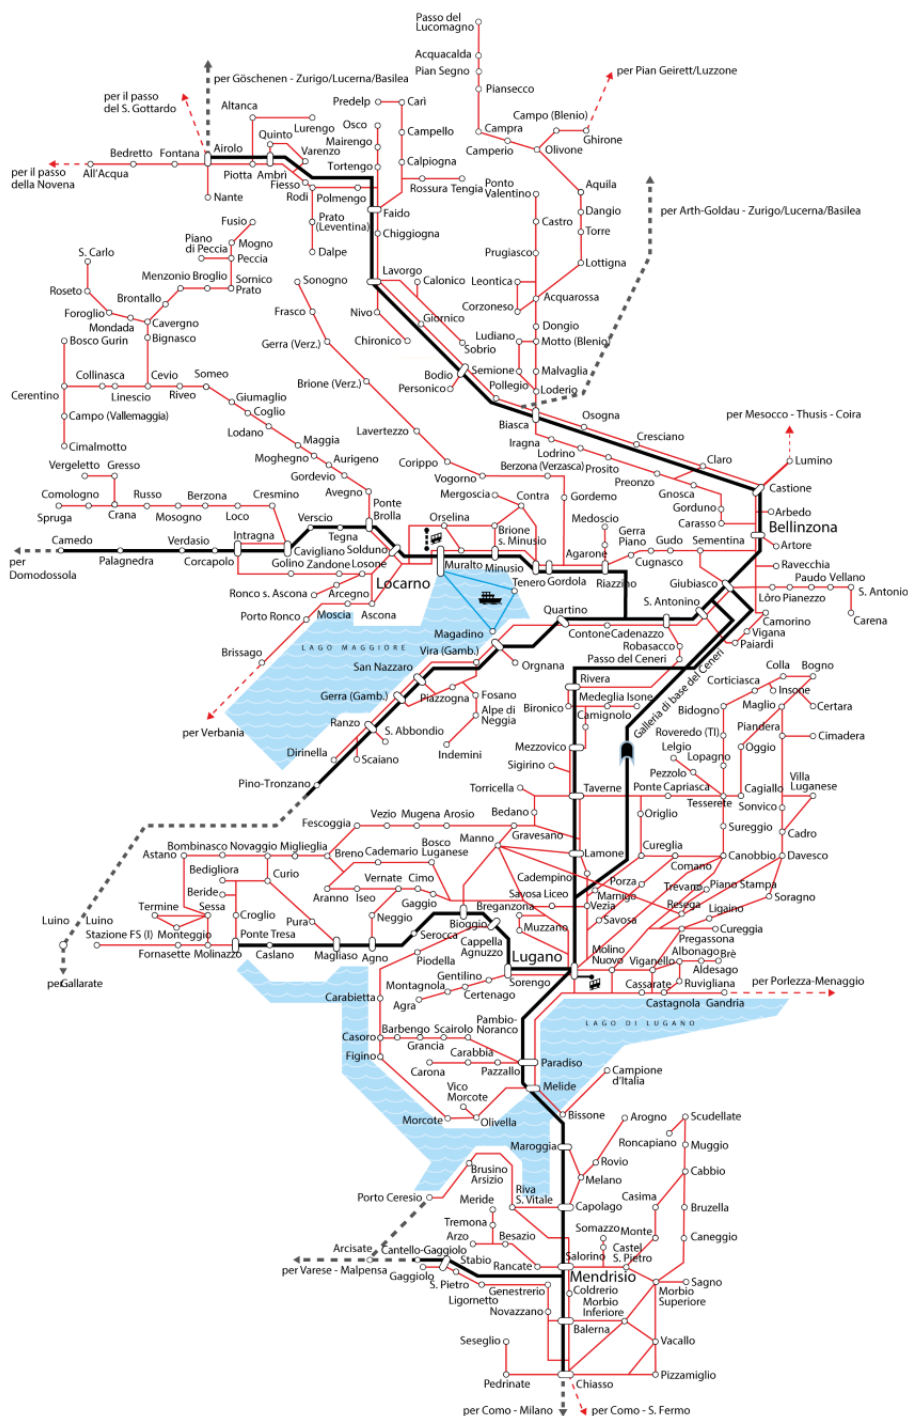 Passo del
Lucomagno
Acquacalda
Pian Segno
Piansecco
per Pian Geirett/Luzzone
per Göschenen - Zurigo/Lucerna/Basilea
per il passo
del S. Gottardo
Altanca
Predelp
Carì
Campo (Blenio)
Ghirone
Lurengo
Osco
Campello
Campra
Quinto
Mairengo
Camperio
Olivone
Airolo
Varenzo
Bedretto
Fontana
Tortengo
Calpiogna
per il passo
della Novena
All'Acqua
Piotta
Ambrì
Fiesso
Rodi
Polmengo
Rossura Tengia
Ponto
Valentino
Aquila
Nante
Faido
Dangio
per Arth-Goldau - Zurigo/Lucerna/Basilea
Fusio
Prato
(Leventina)
Castro
Chiggiogna
Torre
Piano
di Peccia
Mogno
Peccia
Dalpe
Prugiasco
S. Carlo
Lottigna
Menzonio
Broglio
Sornico
Prato
Sonogno
Lavorgo
Calonico
Leontica
Roseto
Brontallo
Acquarossa
Foroglio
Frasco
Nivo
Giornico
Corzoneso
Mondada
Cavergno
Bignasco
Dongio
Bosco Gurin
Gerra (Verz.)
Chironico
Sobrio
Ludiano
Motto (Blenio)
Collinasca
Cevio
Someo
Bodio
Semione
Malvaglia
Cerentino
Linescio
Riveo
Brione (Verz.)
Personico
Pollegio
Loderio
Giumaglio
Campo (Vallemaggia)
Coglio
Biasca
Osogna
per Mesocco - Thusis - Coira
Lodano
Lavertezzo
Iragna
Cresciano
Cimalmotto
Maggia
Lodrino
Vergeletto
Gresso
Moghegno
Aurigeno
Corippo
Berzona (Verzasca)
Prosito
Claro
Lumino
Gordevio
Vogorno
Preonzo
Comologno
Russo
Berzona
Cresmino
Avegno
Mergoscia
Contra
Gordemo
Gnosca
Castione
Spruga
Crana
Mosogno
Loco
Ponte
Brolla
Orselina
Medoscio
Gorduno
Arbedo
Verscio
Tegna
Brione
s. Minusio
Gerra
Piano
Carasso
Bellinzona
Camedo
Verdasio
Intragna
Cavigliano
Solduno
Agarone
Gudo
Sementina
Artore
per
Domodossola
Palagnedra
Corcapolo
Golino
Zandone
Losone
Muralto
Minusio
Cugnasco
Ravecchia
Locarno
Tenero
Gordola
Riazzino
Giubiasco
Paudo
Vellano
Ronco s. Ascona
Arcegno
S. Antonino
Lôro
Pianezzo
S. Antonio
Porto Ronco
Moscia
Ascona
Quartino
Camorino
Carena
Magadino
Contone
Cadenazzo
Vigana
Brissago
LAGO MAGGIORE
Vira (Gamb.)
Robasacco
Paiardi
San Nazzaro
Orgnana
Passo del Ceneri
Galleria di base del Ceneri
Colla
Bogno
Rivera
Corticiasca
Insone
Gerra (Gamb.)
Piazzogna
Fosano
Medeglia
Isone
Bidogno
Maglio
Certara
per Verbania
Ranzo
Alpe di
Neggia
Bironico
Camignolo
Roveredo (TI)
Piandera
Cimadera
S. Abbondio
Indemini
Mezzovico
Lelgio
Oggio
Dirinella
Scaiano
Sigirino
Lopagno
Pezzolo
Villa
Luganese
Pino-Tronzano
Torricella
Taverne
Ponte Capriasca
Cagiallo
Tesserete
Sonvico
Vezio
Mugena
Arosio
Bedano
Origlio
Fescoggia
Gravesano
Sureggio
Cadro
Bombinasco
Novaggio
Miglieglia
Bosco
Luganese
Manno
Lamone
Cureglia
Astano
Breno
Cademario
Comano
Canobbio
Davesco
Bedigliora
Curio
Vernate
Cimo
Cadempino
Porza
Trevano
Piano Stampa
Beride
Aranno
Iseo
Gaggio
Savosa Liceo
Vezia
Manigo
Soragno
Termine
Sessa
Croglio
Neggio
Breganzona
Savosa
Resega
Ligaino
Pura
Bioggio
Muzzano
Cureggia
Luino
Luino
Stazione FS (I)
Monteggio
Ponte Tresa
Serocca
Cappella
Agnuzzo
Lugano
Molino
Nuovo
Pregassona
Fornasette
Molinazzo
Caslano
Magliaso
Agno
Piodella
Viganello
Albonago
Brè
Aldesago
Gentilino
Sorengo
per Gallarate
Montagnola
Cassarate
Ruvigliana
per Porlezza-Menaggio
Carabietta
Agra
Certenago
Castagnola
Gandria
Pambio-
Noranco
LAGO DI LUGANO
Casoro
Barbengo
Scairolo
Grancia
Figino
Carabbia
Paradiso
Carona
Pazzallo
Campione
d'Italia
Vico
Morcote
Melide
Morcote
Olivella
Bissone
Arogno
Scudellate
Roncapiano
Maroggia
Muggio
Brusino
Arsizio
Rovio
Cabbio
Porto Ceresio
Riva
S. Vitale
Melano
Meride
Capolago
Casima
Bruzella
Tremona
Somazzo
Monte
Arzo
Besazio
Caneggio
Arcisate
Cantello-Gaggiolo
Salorino
Castel
S. Pietro
Stabio
Rancate
per Varese - Malpensa
Gaggiolo
Mendrisio
Sagno
S. Pietro
Genestrerio
Coldrerio
Morbio
Superiore
Ligornetto
Novazzano
Morbio
Inferiore
Balerna
Seseglio
Vacallo
Pedrinate
Chiasso
Pizzamiglio
per Como - Milano
per Como - S. Fermo